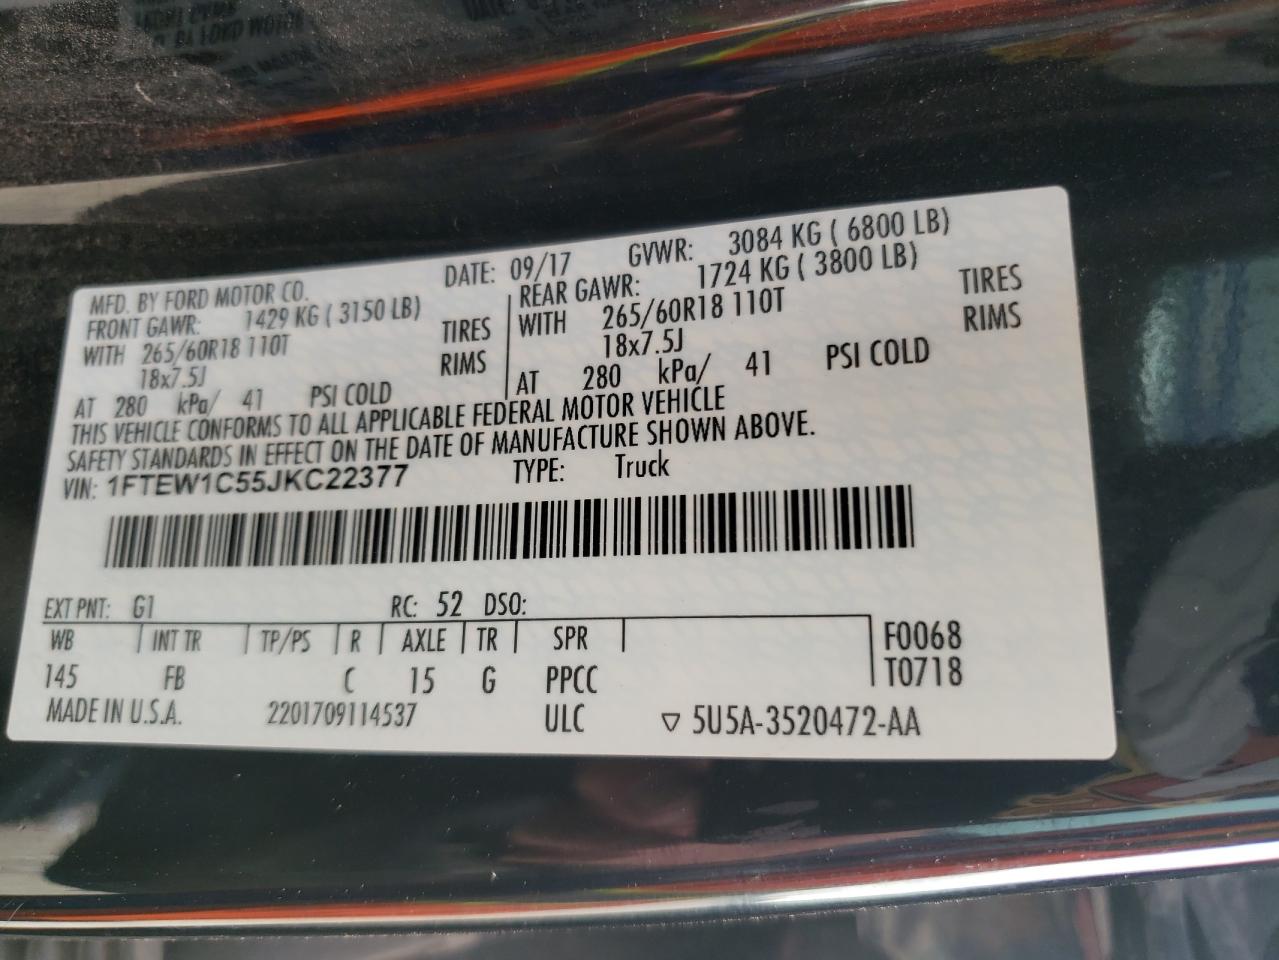 MFD. BY FORD MOTOR CO. DATE: 09/17 GVWR: 3084 KG ( 6800 LB)
FRONT GAWR: 1429 KG ( 3150 LB) REAR GAWR: 1724 KG ( 3800 LB)
WITH 265/60R18 110T TIRES WITH 265/60R18 110T TIRES
18x7.5J RIMS 18x7.5J RIMS
AT 280 kPa/ 41 PSI COLD AT 280 kPa/ 41 PSI COLD
THIS VEHICLE CONFORMS TO ALL APPLICABLE FEDERAL MOTOR VEHICLE
SAFETY STANDARDS IN EFFECT ON THE DATE OF MANUFACTURE SHOWN ABOVE.
VIN: 1FTEW1C55JKC22377 TYPE: Truck
EXT PNT: G1 RC: 52 DSO:
WB INT TR TP/PS R AXLE TR SPR F0068
145 FB C 15 G PPCC T0718
MADE IN U.S.A. 2201709114537 ULC ▽ 5U5A-3520472-AA